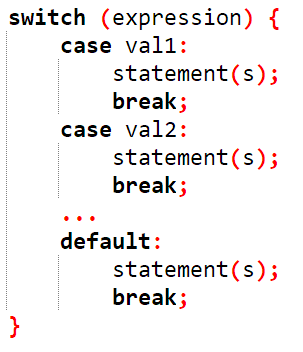 switch (expression) {
    case val1:
        statement(s);
        break;
    case val2:
        statement(s);
        break;
    ...
    default:
        statement(s);
        break;
}